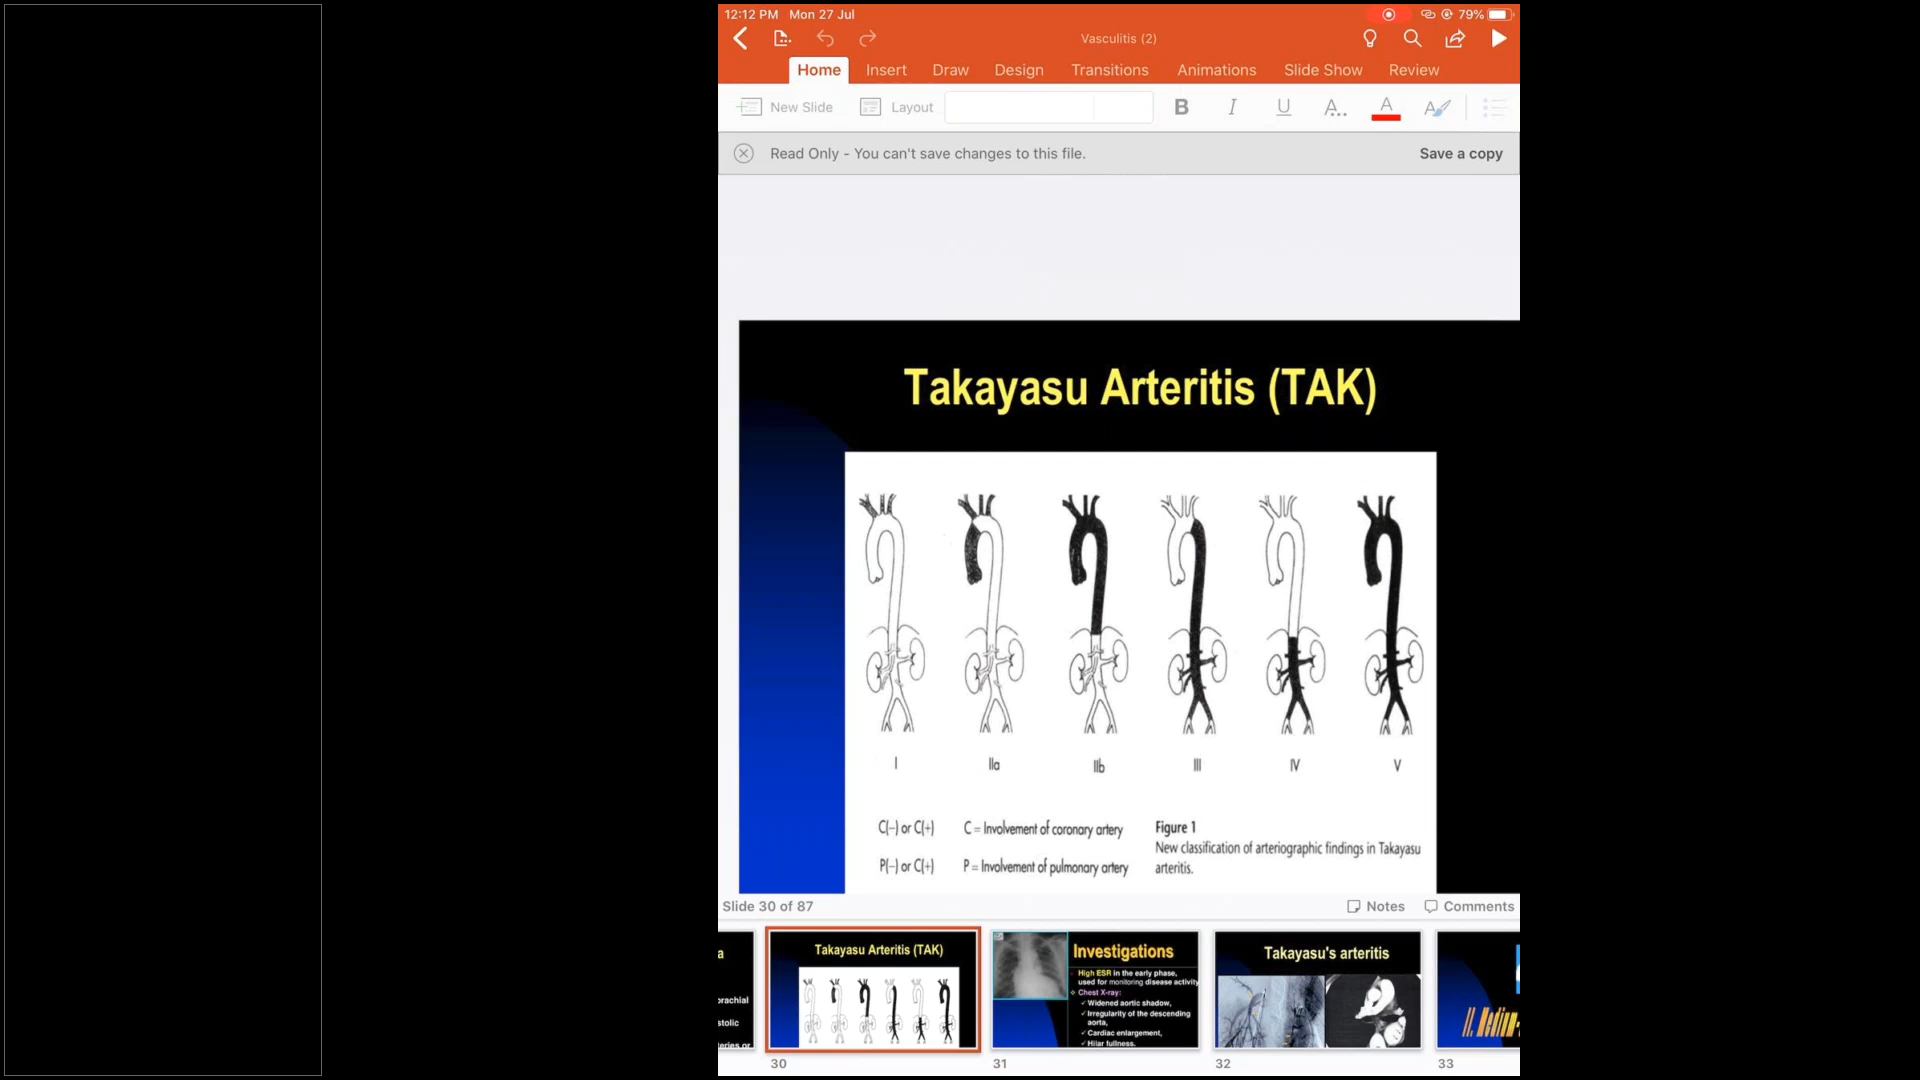 12:12 PM Mon 27 Jul
79%
Vasculitis (2)
Home Insert Draw Design Transitions Animations Slide Show Review
New Slide Layout B I U A.. A A
Read Only - You can't save changes to this file. Save a copy
Takayasu Arteritis (TAK)
I IIa IIb III IV V
C(–) or C(+) C = Involvement of coronary artery
P(–) or C(+) P = Involvement of pulmonary artery
Figure 1
New classification of arteriographic findings in Takayasu
arteritis.
Slide 30 of 87 Notes Comments
a
orachial
stolic
eries or
Takayasu Arteritis (TAK)
30
Investigations
High ESR in the early phase,
used for monitoring disease activity
Chest X-ray:
✓ Widened aortic shadow,
✓ Irregularity of the descending
aorta,
✓ Cardiac enlargement,
✓ Hilar fullness.
31
Takayasu's arteritis
32
33